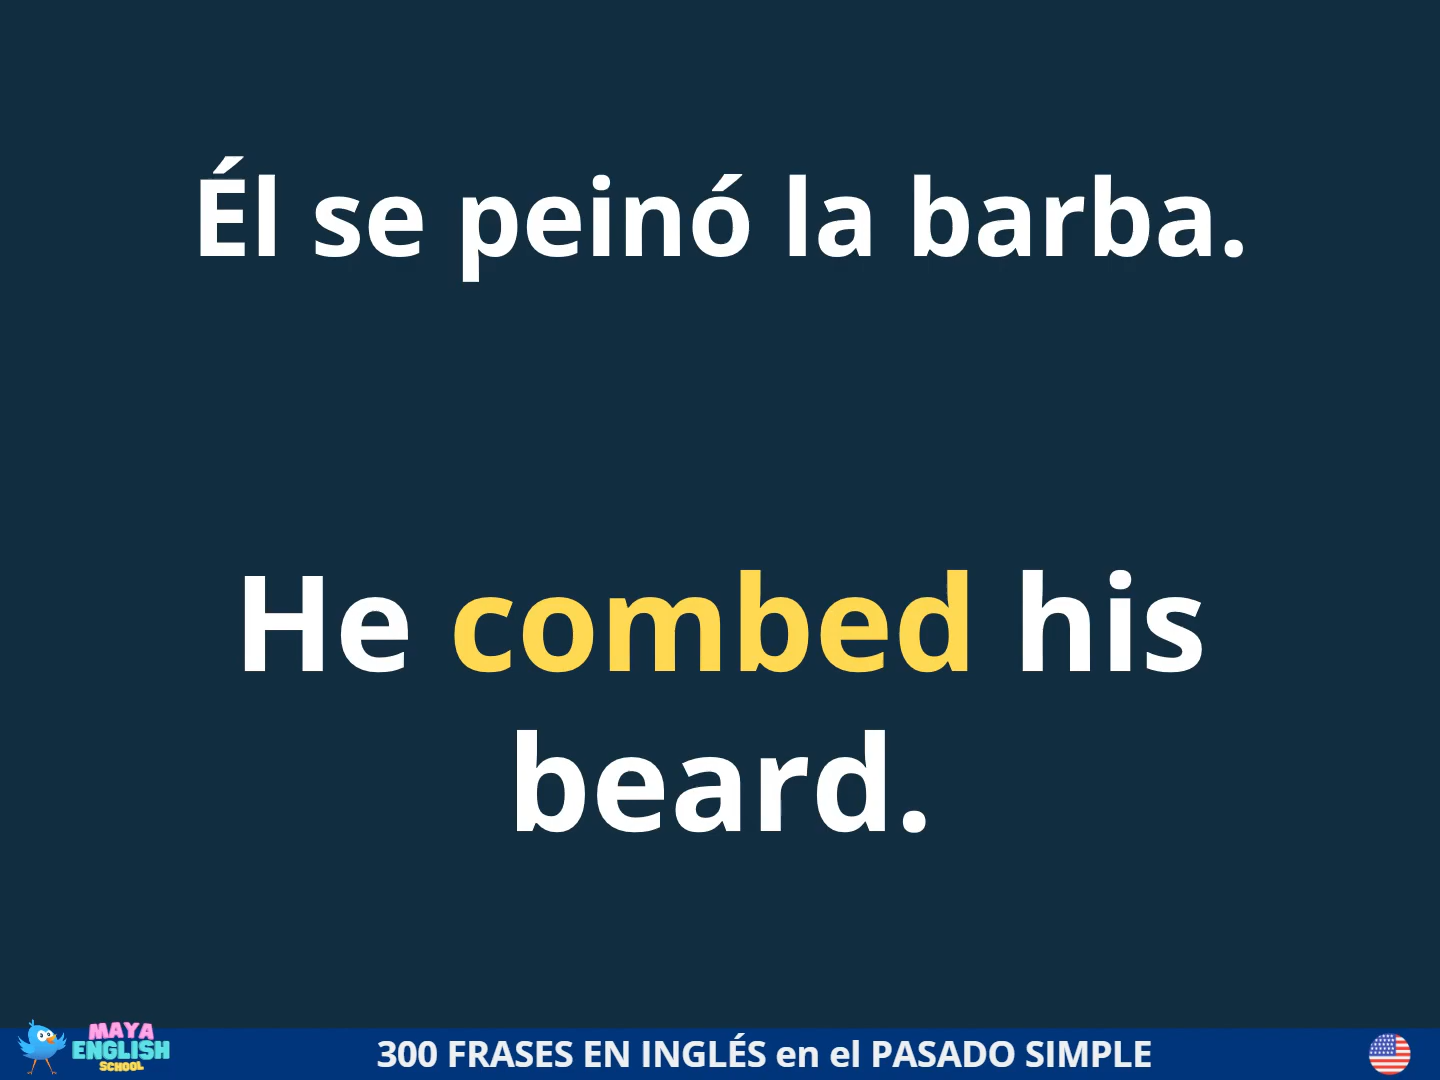 Él se peinó la barba.
He combed his
beard.
MAYA
ENGLISH
SCHOOL
300 FRASES EN INGLÉS en el PASADO SIMPLE